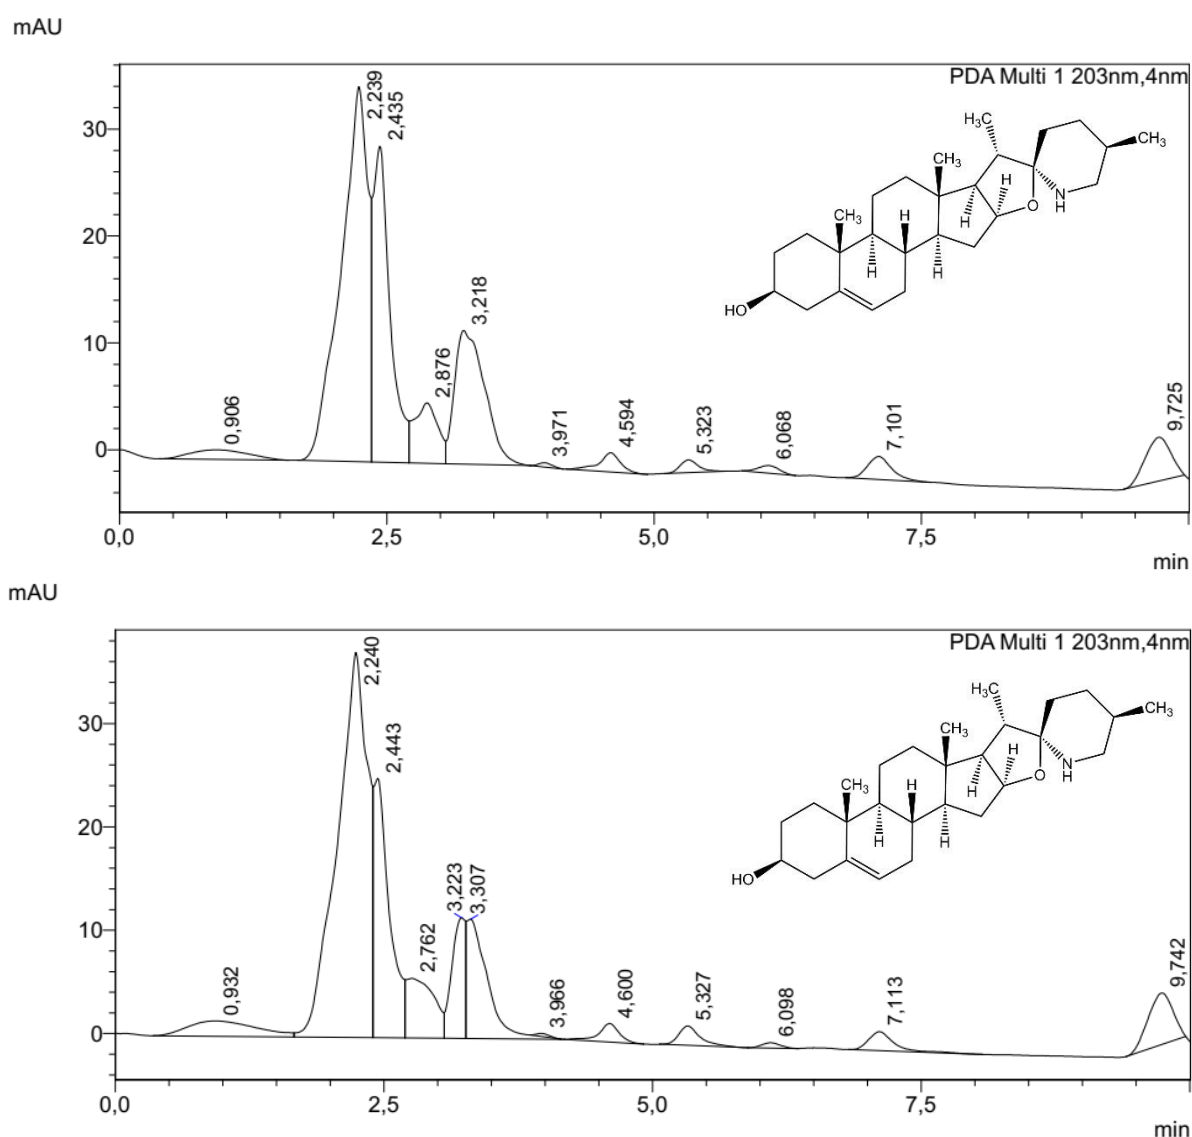 mAU
PDA Multi 1 203nm,4nm
2,239
2,435
30
20
10
0
0,906
2,876
3,218
3,971
4,594
5,323
6,068
7,101
9,725
H₃C
CH₃
CH₃
H
O
N
H
H
CH₃
H
H
H
HO
0,0
2,5
5,0
7,5
min
mAU
PDA Multi 1 203nm,4nm
2,240
2,443
30
20
10
0
0,932
2,762
3,223
3,307
3,966
4,600
5,327
6,098
7,113
9,742
H₃C
CH₃
CH₃
H
O
N
H
H
CH₃
H
H
H
HO
0,0
2,5
5,0
7,5
min